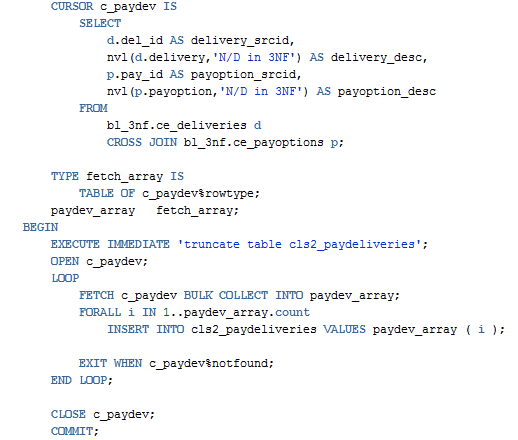 CURSOR c_paydev IS
SELECT
d.del_id AS delivery_srcid,
nvl(d.delivery,'N/D in 3NF') AS delivery_desc,
p.pay_id AS payoption_srcid,
nvl(p.payoption,'N/D in 3NF') AS payoption_desc
FROM
bl_3nf.ce_deliveries d
CROSS JOIN bl_3nf.ce_payoptions p;
TYPE fetch_array IS
TABLE OF c_paydev%rowtype;
paydev_array fetch_array;
BEGIN
EXECUTE IMMEDIATE 'truncate table cls2_paydeliveries';
OPEN c_paydev;
LOOP
FETCH c_paydev BULK COLLECT INTO paydev_array;
FORALL i IN 1..paydev_array.count
INSERT INTO cls2_paydeliveries VALUES paydev_array ( i );
EXIT WHEN c_paydev%notfound;
END LOOP;
CLOSE c_paydev;
COMMIT;